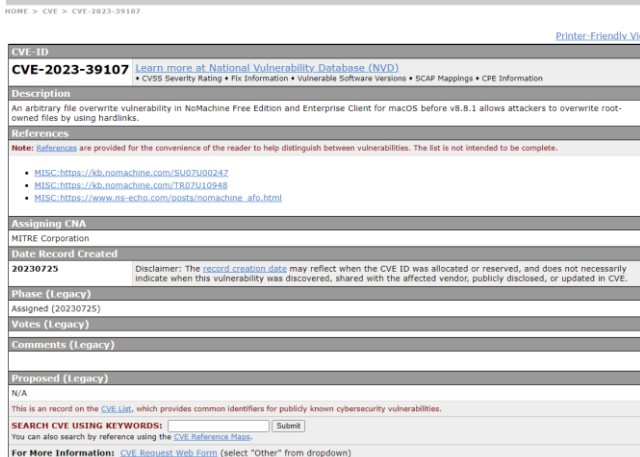 HOME > CVE > CVE-2023-39107
Printer-Friendly Vi
CVE-ID
CVE-2023-39107 Learn more at National Vulnerability Database (NVD)
• CVSS Severity Rating • Fix Information • Vulnerable Software Versions • SCAP Mappings • CPE Information
Description
An arbitrary file overwrite vulnerability in NoMachine Free Edition and Enterprise Client for macOS before v8.8.1 allows attackers to overwrite root-
owned files by using hardlinks.
References
Note: References are provided for the convenience of the reader to help distinguish between vulnerabilities. The list is not intended to be complete.
• MISC:https://kb.nomachine.com/SU07U00247
• MISC:https://kb.nomachine.com/TR07U10948
• MISC:https://www.ns-echo.com/posts/nomachine_afo.html
Assigning CNA
MITRE Corporation
Date Record Created
20230725 Disclaimer: The record creation date may reflect when the CVE ID was allocated or reserved, and does not necessarily
indicate when this vulnerability was discovered, shared with the affected vendor, publicly disclosed, or updated in CVE.
Phase (Legacy)
Assigned (20230725)
Votes (Legacy)
Comments (Legacy)
Proposed (Legacy)
N/A
This is an record on the CVE List, which provides common identifiers for publicly known cybersecurity vulnerabilities.
SEARCH CVE USING KEYWORDS: Submit
You can also search by reference using the CVE Reference Maps.
For More Information: CVE Request Web Form (select "Other" from dropdown)